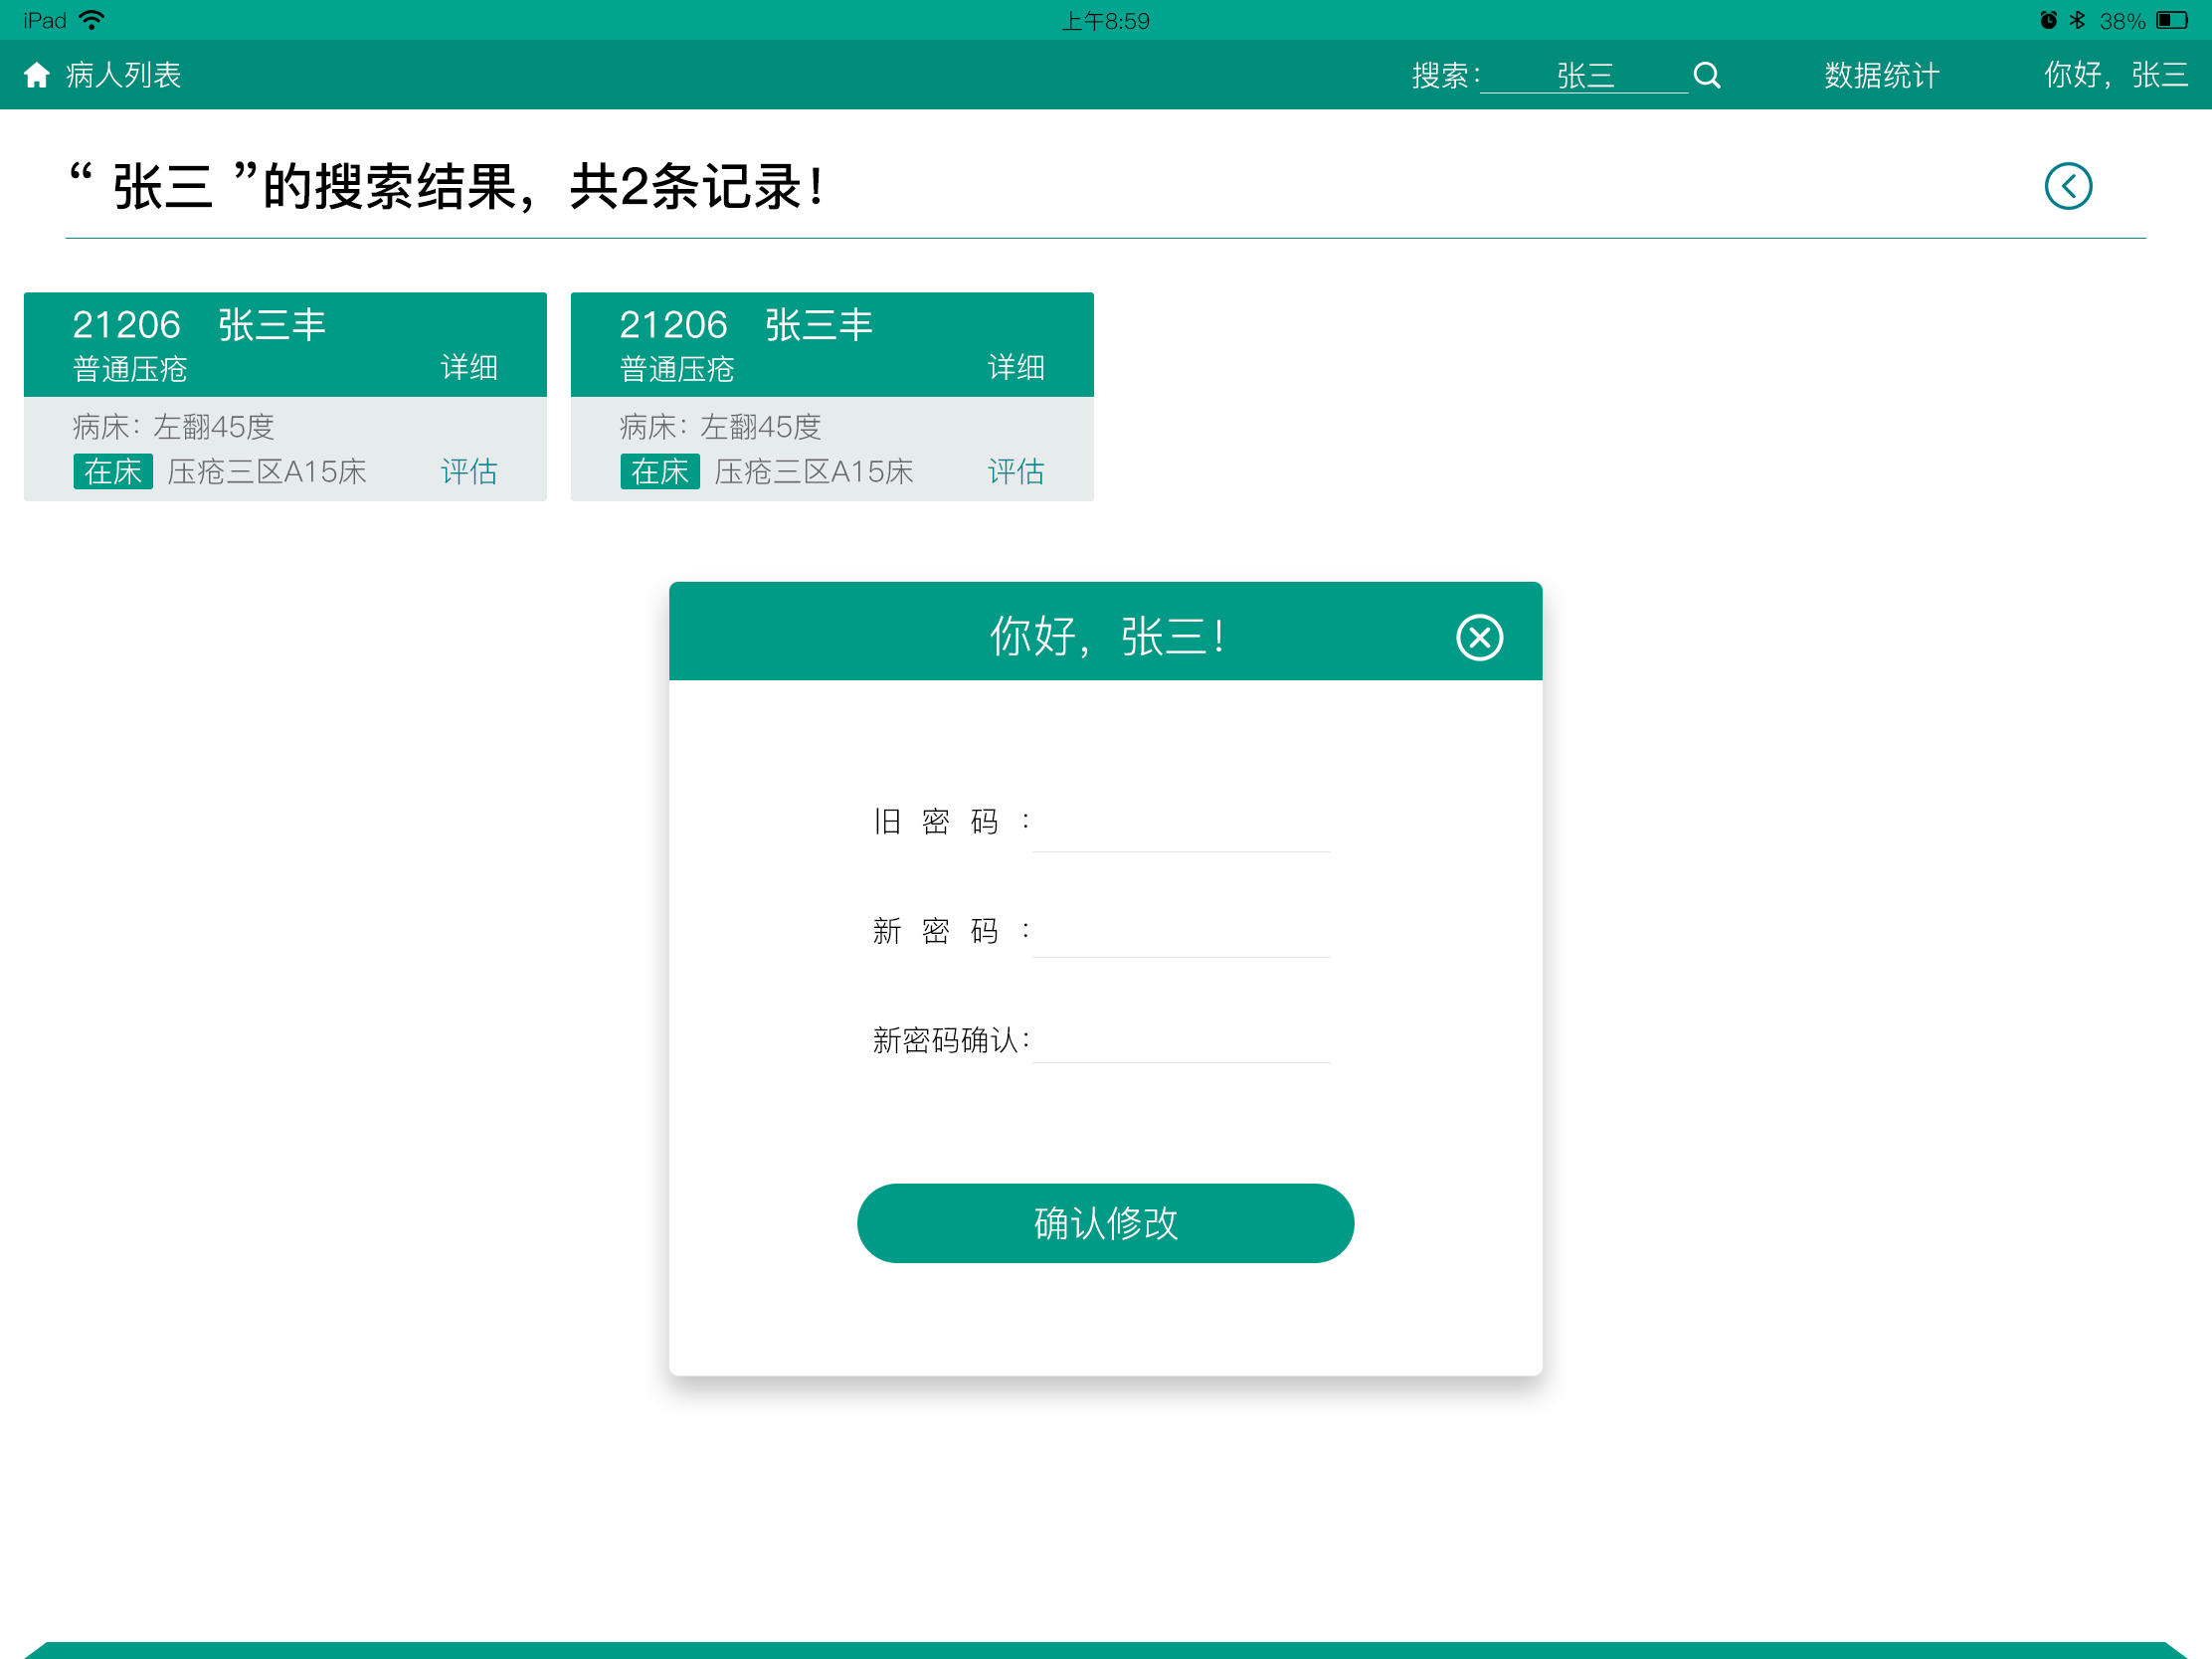 iPad 上午8:59 38%
病人列表 搜索：张三 数据统计 你好，张三
“ 张三 ”的搜索结果，共2条记录！
21206 张三丰
普通压疮 详细
病床：左翻45度
在床 压疮三区A15床 评估
21206 张三丰
普通压疮 详细
病床：左翻45度
在床 压疮三区A15床 评估
你好，张三！
旧 密 码 ：
新 密 码 ：
新密码确认：
确认修改